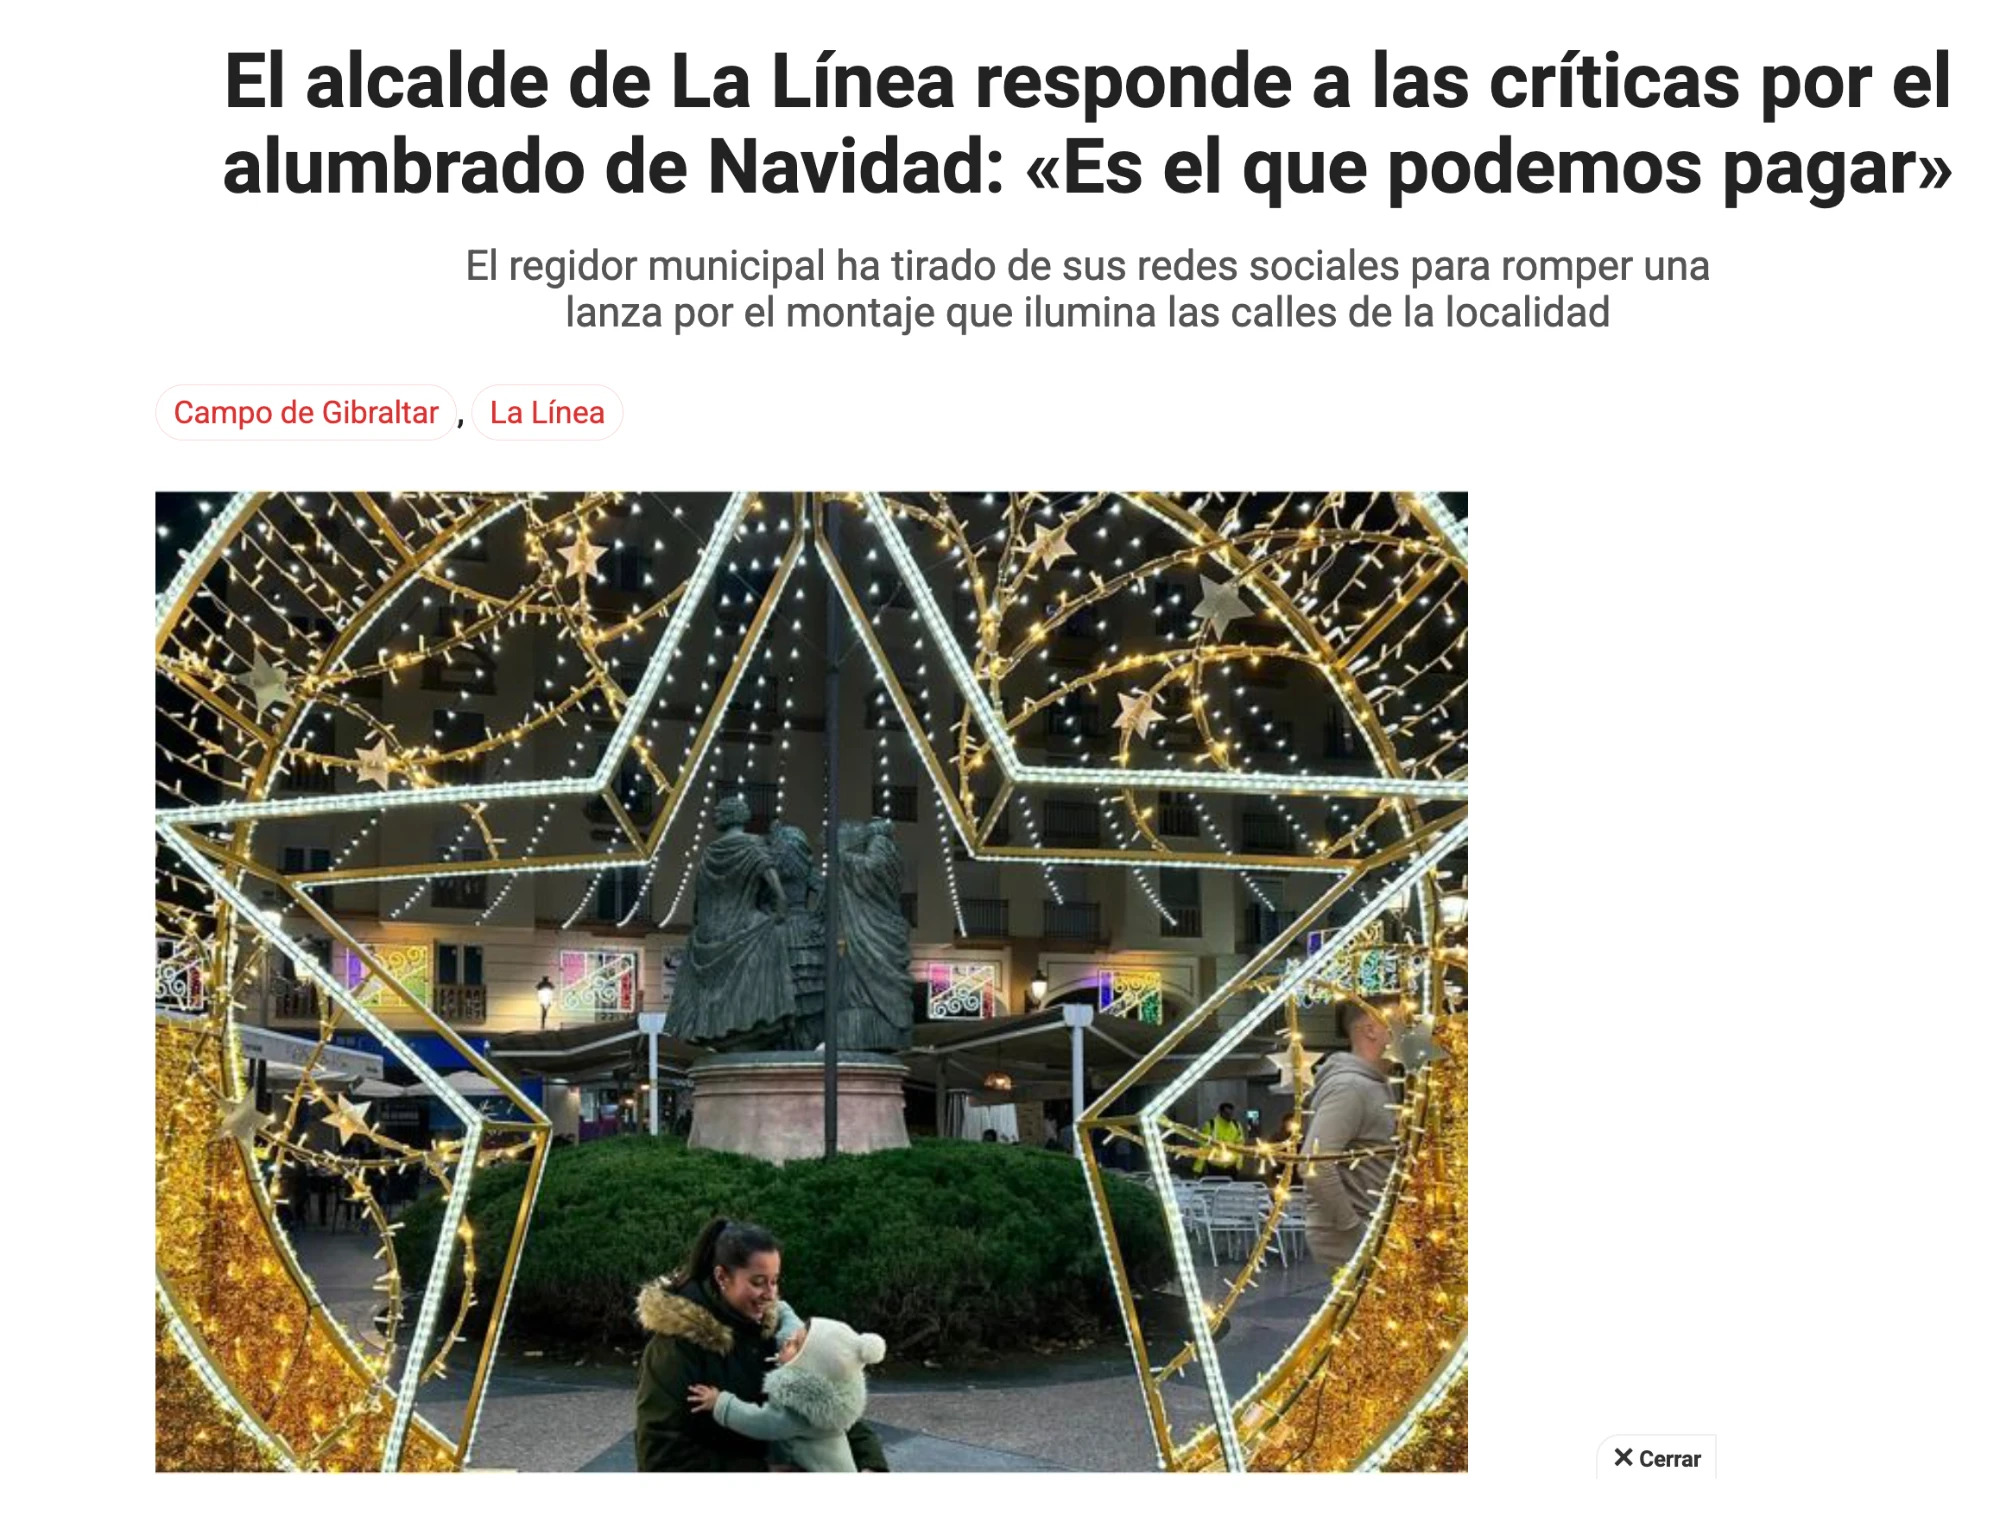 El alcalde de La Línea responde a las críticas por el
alumbrado de Navidad: «Es el que podemos pagar»
El regidor municipal ha tirado de sus redes sociales para romper una
lanza por el montaje que ilumina las calles de la localidad
Campo de Gibraltar , La Línea
✕ Cerrar